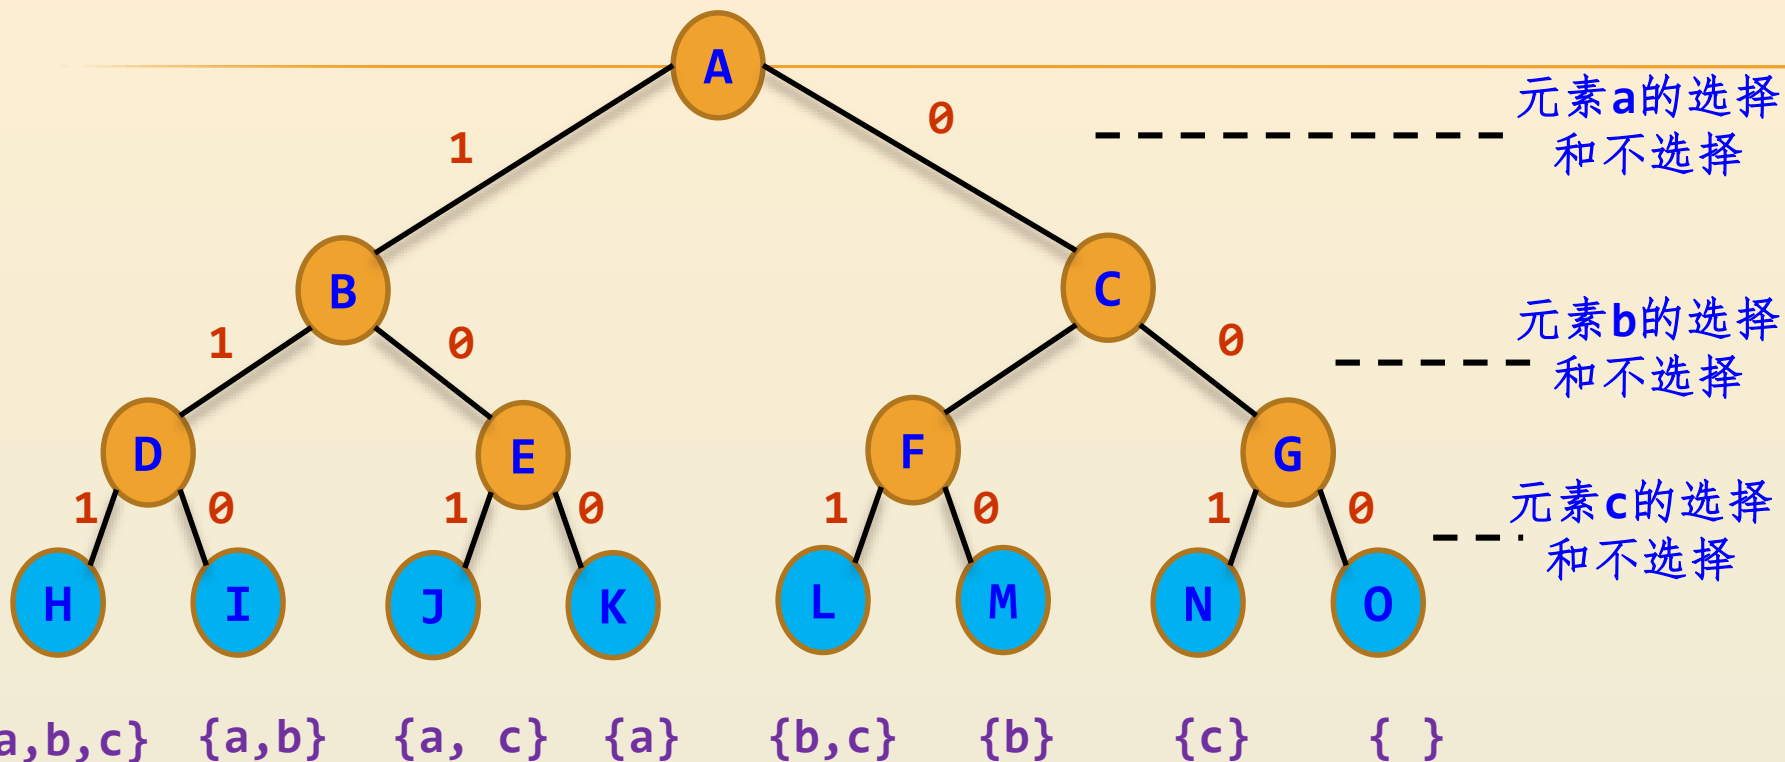 A
0
元素a的选择
和不选择
1
B
C
元素b的选择
和不选择
1
0
0
D
E
F
G
元素c的选择
和不选择
1
0
1
0
1
0
1
0
H
I
J
K
L
M
N
O
a,b,c}
{a,b}
{a, c}
{a}
{b,c}
{b}
{c}
{ }